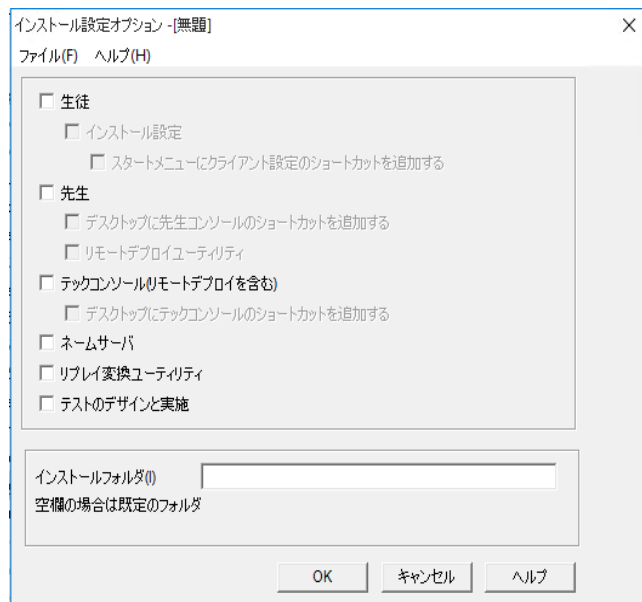 インストール設定オプション -[無題]
ファイル(F) ヘルプ(H)
生徒
インストール設定
スタートメニューにクライアント設定のショートカットを追加する
先生
デスクトップに先生コンソールのショートカットを追加する
リモートデプロイユーティリティ
テックコンソール(リモートデプロイを含む)
デスクトップにテックコンソールのショートカットを追加する
ネームサーバ
リプレイ変換ユーティリティ
テストのデザインと実施
インストールフォルダ(I)
空欄の場合は既定のフォルダ
OK キャンセル ヘルプ